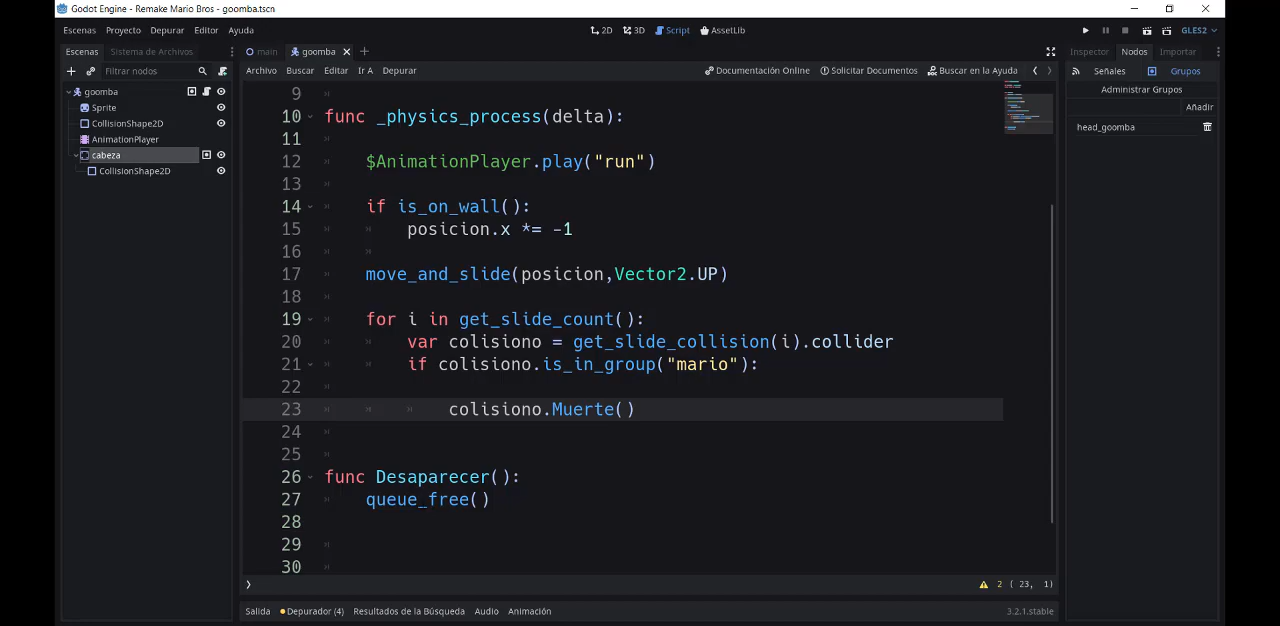 Godot Engine - Remake Mario Bros - goomba.tscn
Escenas Proyecto Depurar Editor Ayuda
2D 3D Script AssetLib
GLES2
Escenas Sistema de Archivos
main goomba
Inspector Nodos Importar
Filtrar nodos
Archivo Buscar Editar Ir A Depurar
Documentación Online Solicitar Documentos Buscar en la Ayuda
Señales Grupos
Administrar Grupos
Añadir
head_goomba
goomba
Sprite
CollisionShape2D
AnimationPlayer
cabeza
CollisionShape2D
9
10 func _physics_process(delta):
11
12 $AnimationPlayer.play("run")
13
14 if is_on_wall():
15 posicion.x *= -1
16
17 move_and_slide(posicion,Vector2.UP)
18
19 for i in get_slide_count():
20 var colisiono = get_slide_collision(i).collider
21 if colisiono.is_in_group("mario"):
22
23 colisiono.Muerte()
24
25
26 func Desaparecer():
27 queue_free()
28
29
30
2 ( 23, 1)
Salida Depurador (4) Resultados de la Búsqueda Audio Animación
3.2.1.stable